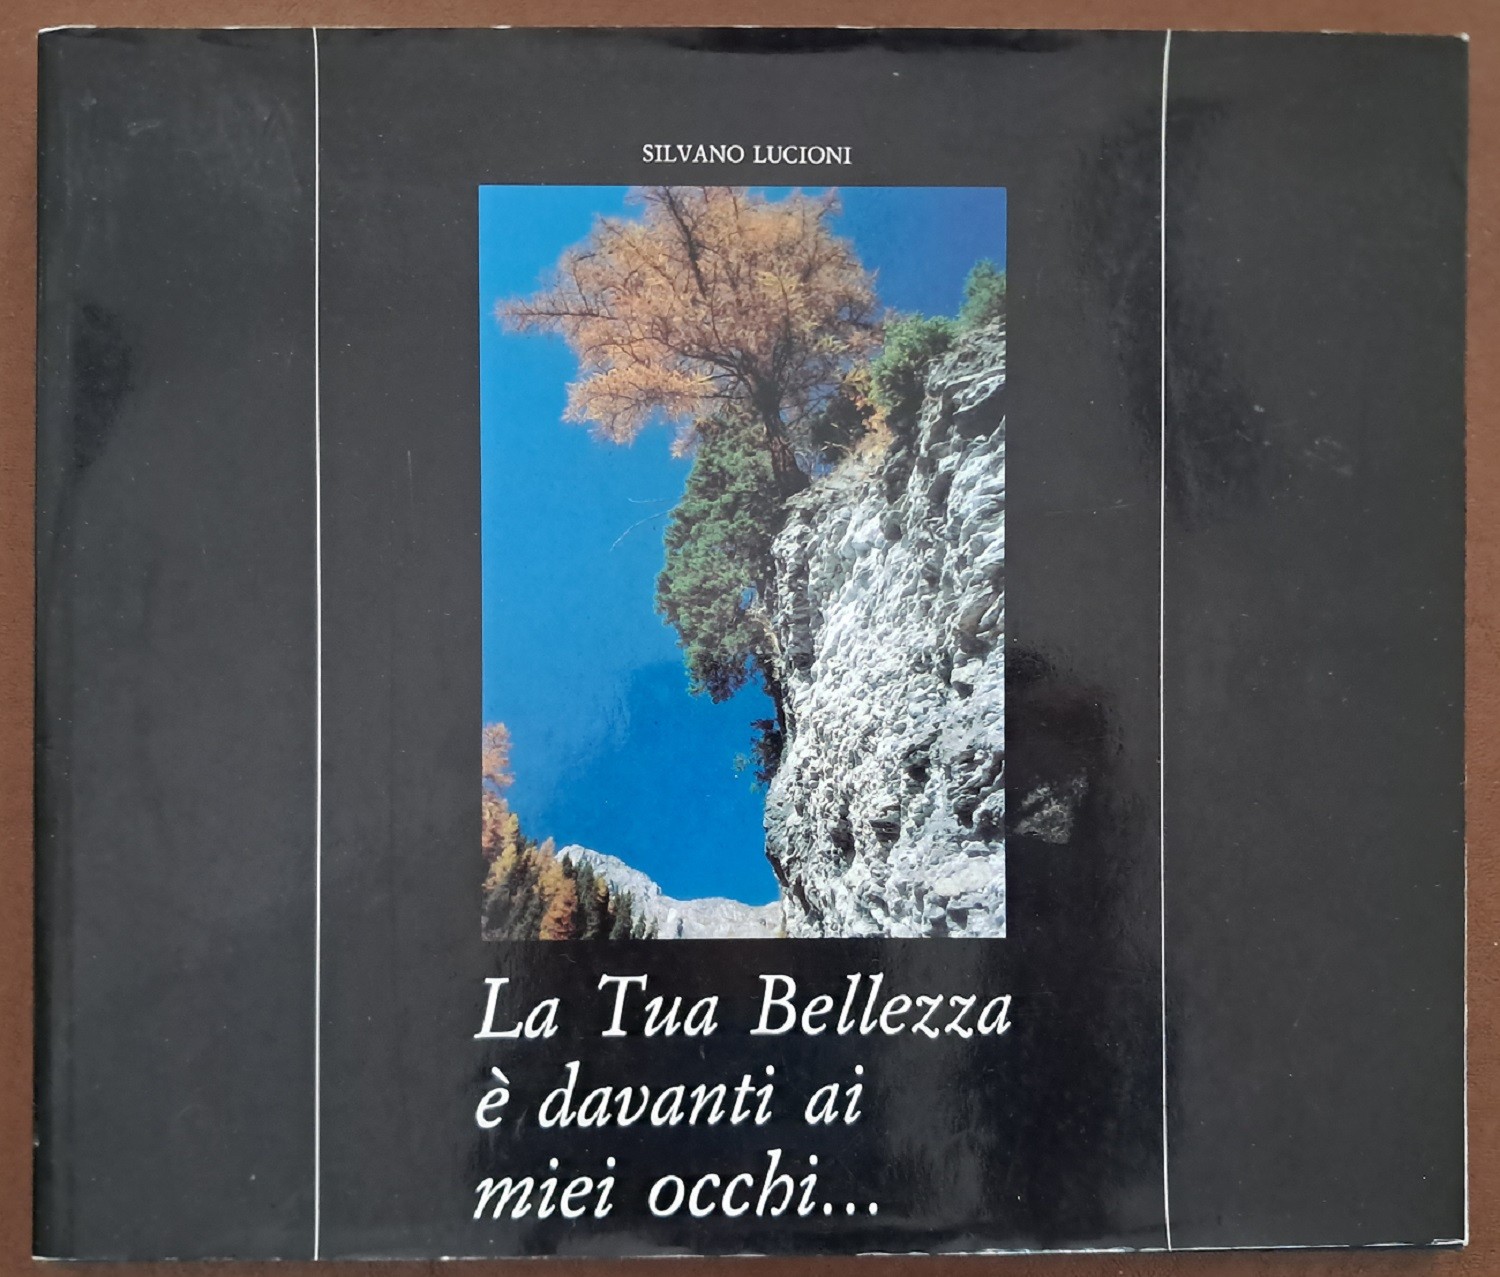 SILVANO LUCIONI
La Tua Bellezza
è davanti ai
miei occhi...